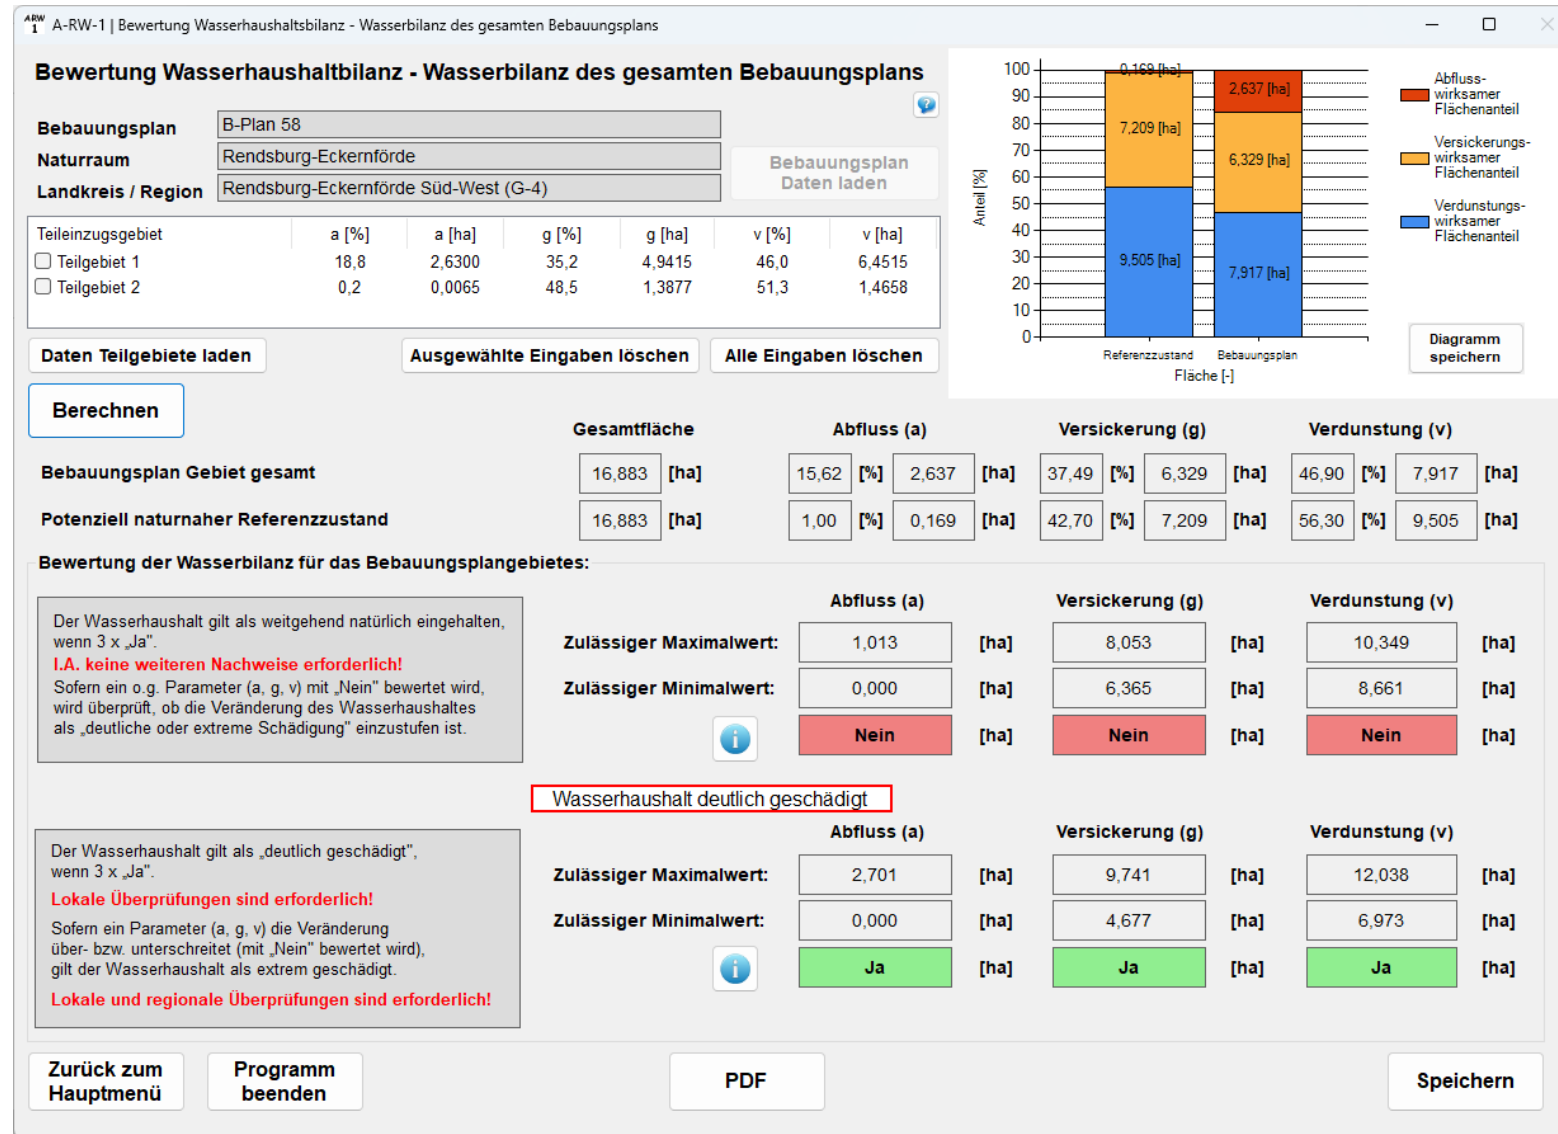 ARW 1 A-RW-1 | Bewertung Wasserhaushaltsbilanz - Wasserbilanz des gesamten Bebauungsplans
Bewertung Wasserhaushaltbilanz - Wasserbilanz des gesamten Bebauungsplans
Bebauungsplan B-Plan 58
Naturraum Rendsburg-Eckernförde
Landkreis / Region Rendsburg-Eckernförde Süd-West (G-4)
Bebauungsplan
Daten laden
Teileinzugsgebiet a [%] a [ha] g [%] g [ha] v [%] v [ha]
Teilgebiet 1 18,8 2,6300 35,2 4,9415 46,0 6,4515
Teilgebiet 2 0,2 0,0065 48,5 1,3877 51,3 1,4658
Daten Teilgebiete laden Ausgewählte Eingaben löschen Alle Eingaben löschen
Anteil [%]
100
90
80
70
60
50
40
30
20
10
0
0,169 [ha]
7,209 [ha]
9,505 [ha]
2,637 [ha]
6,329 [ha]
7,917 [ha]
Referenzzustand Bebauungsplan
Fläche [-]
Abfluss-
wirksamer
Flächenanteil
Versickerungs-
wirksamer
Flächenanteil
Verdunstungs-
wirksamer
Flächenanteil
Diagramm
speichern
Berechnen
Gesamtfläche Abfluss (a) Versickerung (g) Verdunstung (v)
Bebauungsplan Gebiet gesamt 16,883 [ha] 15,62 [%] 2,637 [ha] 37,49 [%] 6,329 [ha] 46,90 [%] 7,917 [ha]
Potenziell naturnaher Referenzzustand 16,883 [ha] 1,00 [%] 0,169 [ha] 42,70 [%] 7,209 [ha] 56,30 [%] 9,505 [ha]
Bewertung der Wasserbilanz für das Bebauungsplangebietes:
Der Wasserhaushalt gilt als weitgehend natürlich eingehalten,
wenn 3 x „Ja".
I.A. keine weiteren Nachweise erforderlich!
Sofern ein o.g. Parameter (a, g, v) mit „Nein" bewertet wird,
wird überprüft, ob die Veränderung des Wasserhaushaltes
als „deutliche oder extreme Schädigung" einzustufen ist.
Abfluss (a) Versickerung (g) Verdunstung (v)
Zulässiger Maximalwert: 1,013 [ha] 8,053 [ha] 10,349 [ha]
Zulässiger Minimalwert: 0,000 [ha] 6,365 [ha] 8,661 [ha]
Nein [ha] Nein [ha] Nein [ha]
Wasserhaushalt deutlich geschädigt
Der Wasserhaushalt gilt als „deutlich geschädigt",
wenn 3 x „Ja".
Lokale Überprüfungen sind erforderlich!
Sofern ein Parameter (a, g, v) die Veränderung
über- bzw. unterschreitet (mit „Nein" bewertet wird),
gilt der Wasserhaushalt als extrem geschädigt.
Lokale und regionale Überprüfungen sind erforderlich!
Abfluss (a) Versickerung (g) Verdunstung (v)
Zulässiger Maximalwert: 2,701 [ha] 9,741 [ha] 12,038 [ha]
Zulässiger Minimalwert: 0,000 [ha] 4,677 [ha] 6,973 [ha]
Ja [ha] Ja [ha] Ja [ha]
Zurück zum
Hauptmenü
Programm
beenden
PDF
Speichern